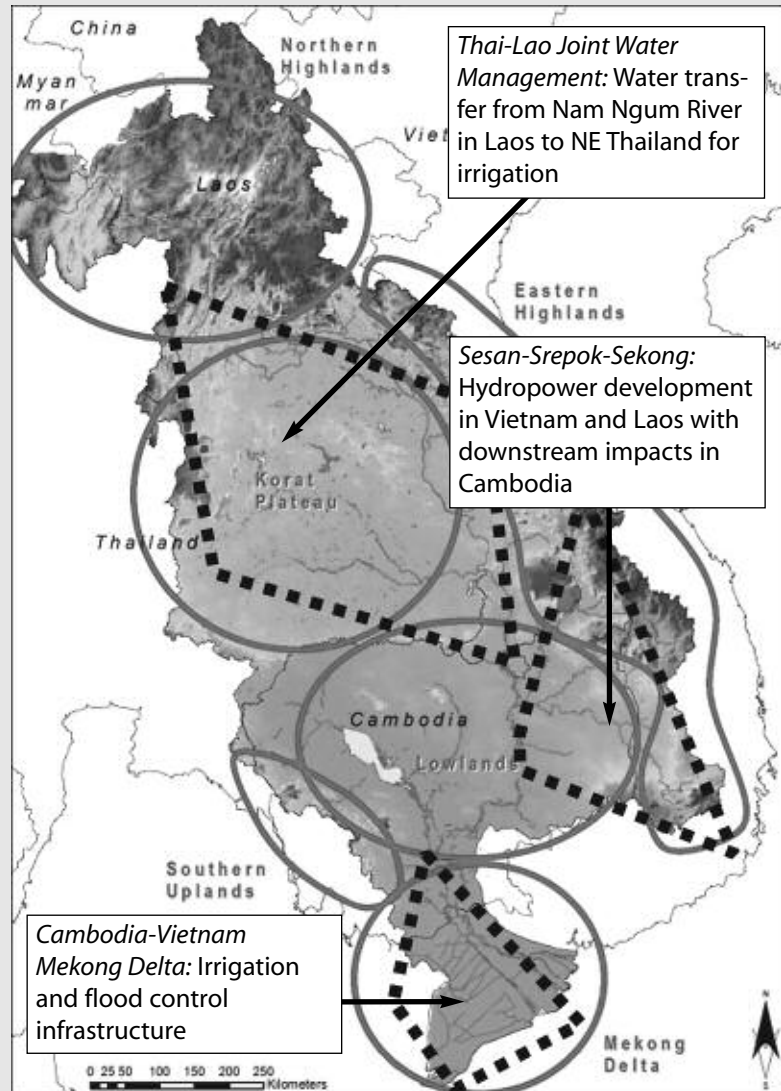 China
Northern
Highlands
Myan
mar
Viet
Laos
Thai-Lao Joint Water
Management: Water trans-
fer from Nam Ngum River
in Laos to NE Thailand for
irrigation
Eastern
Highlands
Sesan-Srepok-Sekong:
Hydropower development
in Vietnam and Laos with
downstream impacts in
Cambodia
Korat
Plateau
Thailand
Cambodia
Lowlands
Southern
Uplands
Cambodia-Vietnam
Mekong Delta: Irrigation
and flood control
infrastructure
Mekong
Delta
N
0 25 50 100 150 200 250
Kilometers